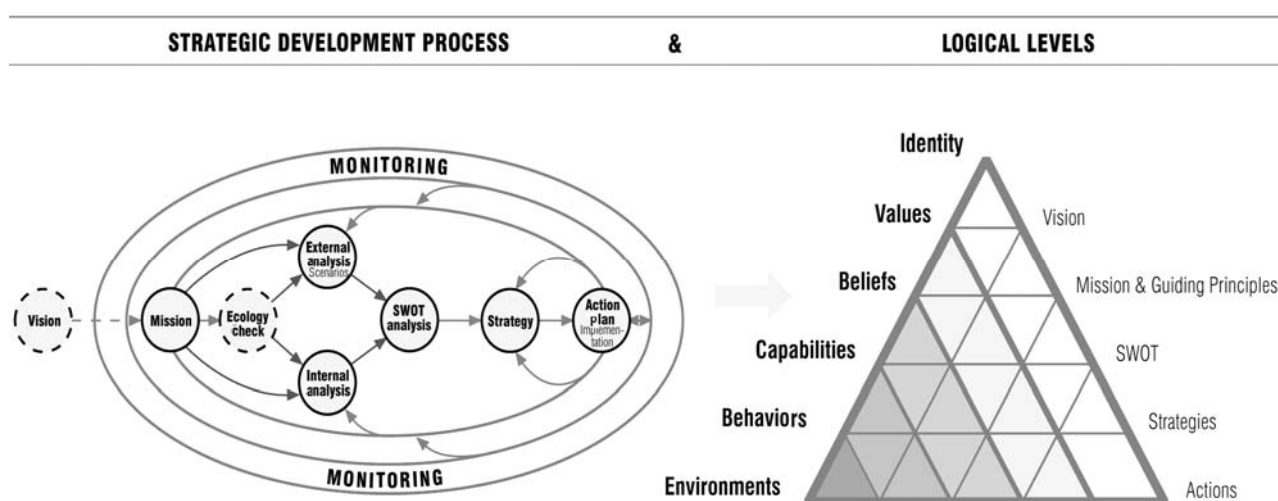 STRATEGIC DEVELOPMENT PROCESS & LOGICAL LEVELS
MONITORING
Vision
Mission
Ecology
check
External
analysis
Scenarios
Internal
analysis
SWOT
analysis
Strategy
Action
plan
Implemen-
tation
MONITORING
Identity
Values
Vision
Beliefs
Mission & Guiding Principles
Capabilities
SWOT
Behaviors
Strategies
Environments
Actions